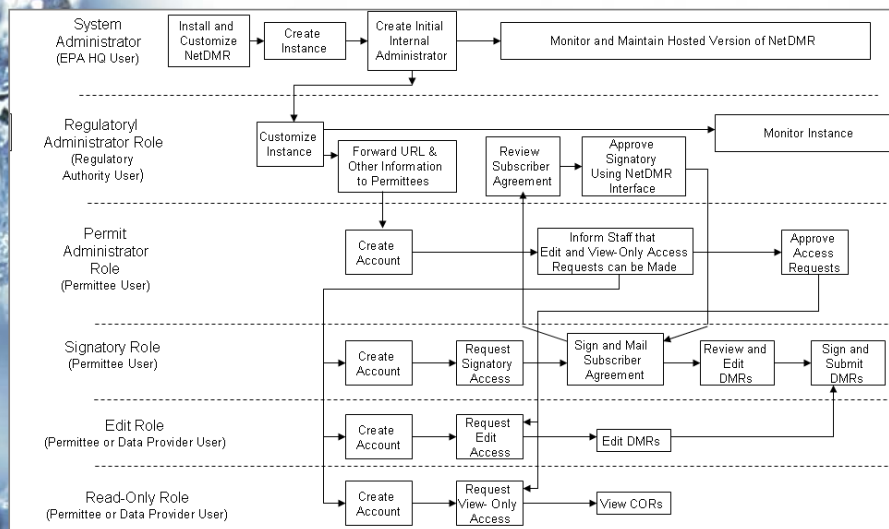 System
Administrator
(EPA HQ User)
Install and
Customize
NetDMR
Create
Instance
Create Initial
Internal
Administrator
Monitor and Maintain Hosted Version of NetDMR
Regulatoryl
Administrator Role
(Regulatory
Authority User)
Customize
Instance
Forward URL &
Other Information
to Permittees
Review
Subscriber
Agreement
Approve
Signatory
Using NetDMR
Interface
Monitor Instance
Permit
Administrator
Role
(Permittee User)
Create
Account
Inform Staff that
Edit and View-Only Access
Requests can be Made
Approve
Access
Requests
Signatory Role
(Permittee User)
Create
Account
Request
Signatory
Access
Sign and Mail
Subscriber
Agreement
Review and
Edit
DMRs
Sign and
Submit
DMRs
Edit Role
(Permittee or Data Provider User)
Create
Account
Request
Edit
Access
Edit DMRs
Read-Only Role
(Permittee or Data Provider User)
Create
Account
Request
View- Only
Access
View CORs